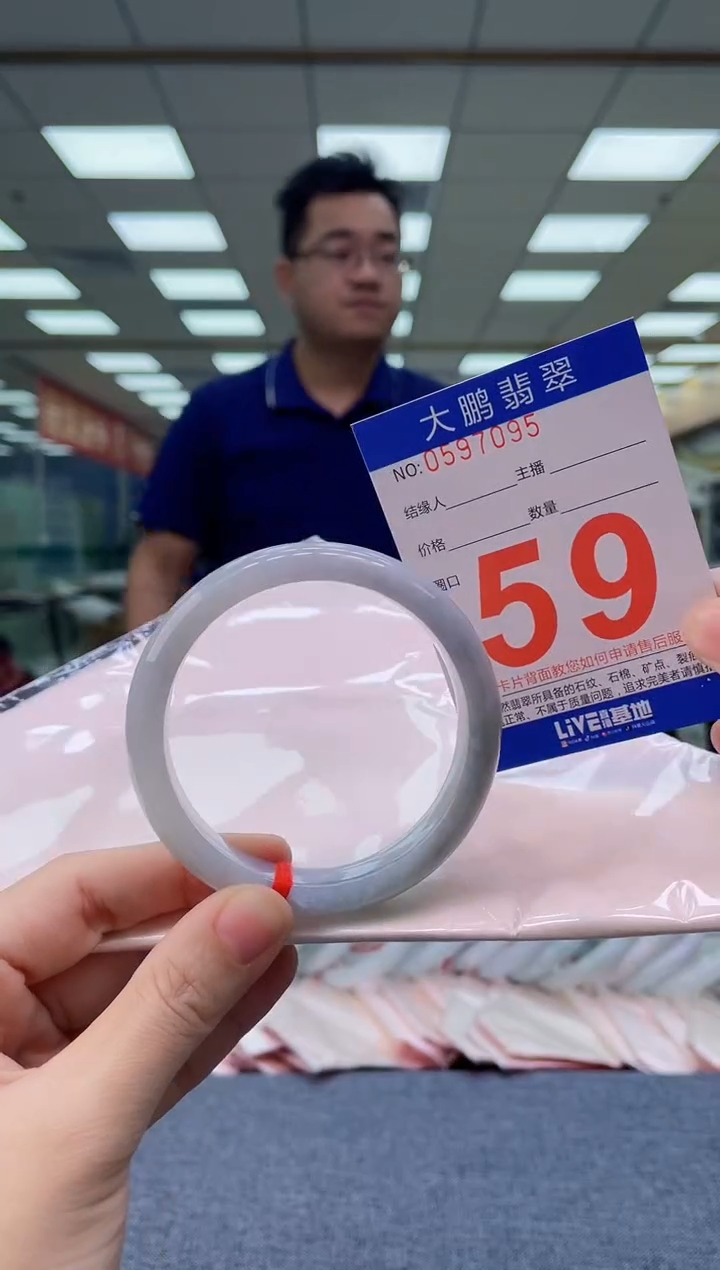 大鹏翡翠
NO: 0597095
结缘人 主播
价格 数量
圈口 59
卡片背面教您如何申请售后服
然翡翠所具备的石纹、石棉、矿点、裂
正常、不属于质量问题，追求完美者请慎
LIVE 基地